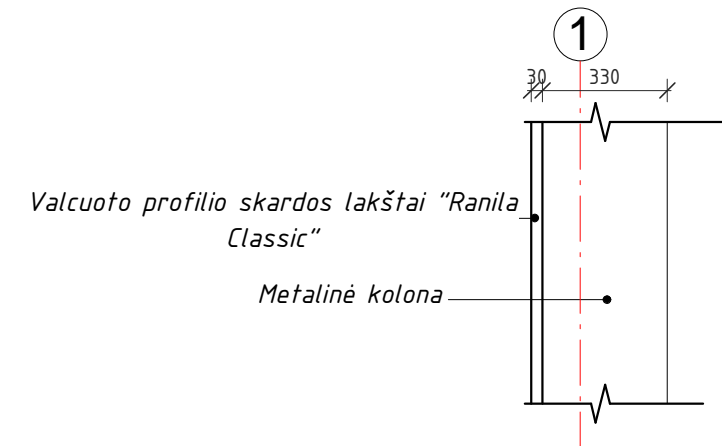 1
30 330
Valcuoto profilio skardos lakštai "Ranila
Classic"
Metalinė kolona